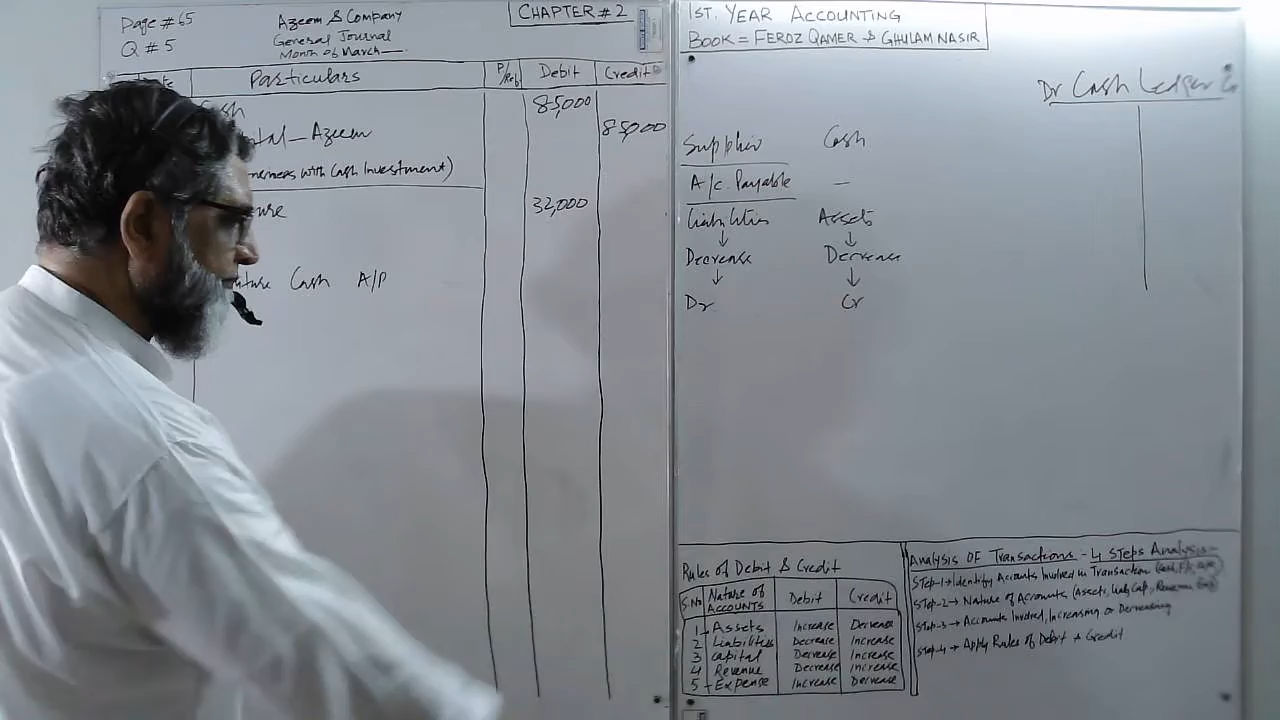 Page # 65
Q # 5
Azeem & Company
General Journal
Month of March
CHAPTER # 2
Particulars P/Ref Debit Credit
Cash 85,000
Azeem 85,000
with Cash Investment)
32,000
Cash A/P
1ST. YEAR ACCOUNTING
BOOK = FEROZ QAMER & GHULAM NASIR
Dr Cash Ledger Cr
Supplier Cash
A/c. Payable —
Liabilities Assets
↓ ↓
Decrease Decrease
↓ ↓
Dr Cr
Rules of Debit & Credit
S.No Nature of ACCOUNTS Debit Credit
1 Assets Increase Decrease
2 Liabilities Decrease Increase
3 Capital Decrease Increase
4 Revenue Decrease Increase
5 Expense Increase Decrease
Analysis OF Transactions - 4 Steps Analysis-
Step-1 → Identify Accounts Involved in Transaction
Step-2 → Nature of Accounts (Assets,
Step-3 → Accounts Involved, Increasing or Decreasing
Step-4 → Apply Rules of Debit & Credit